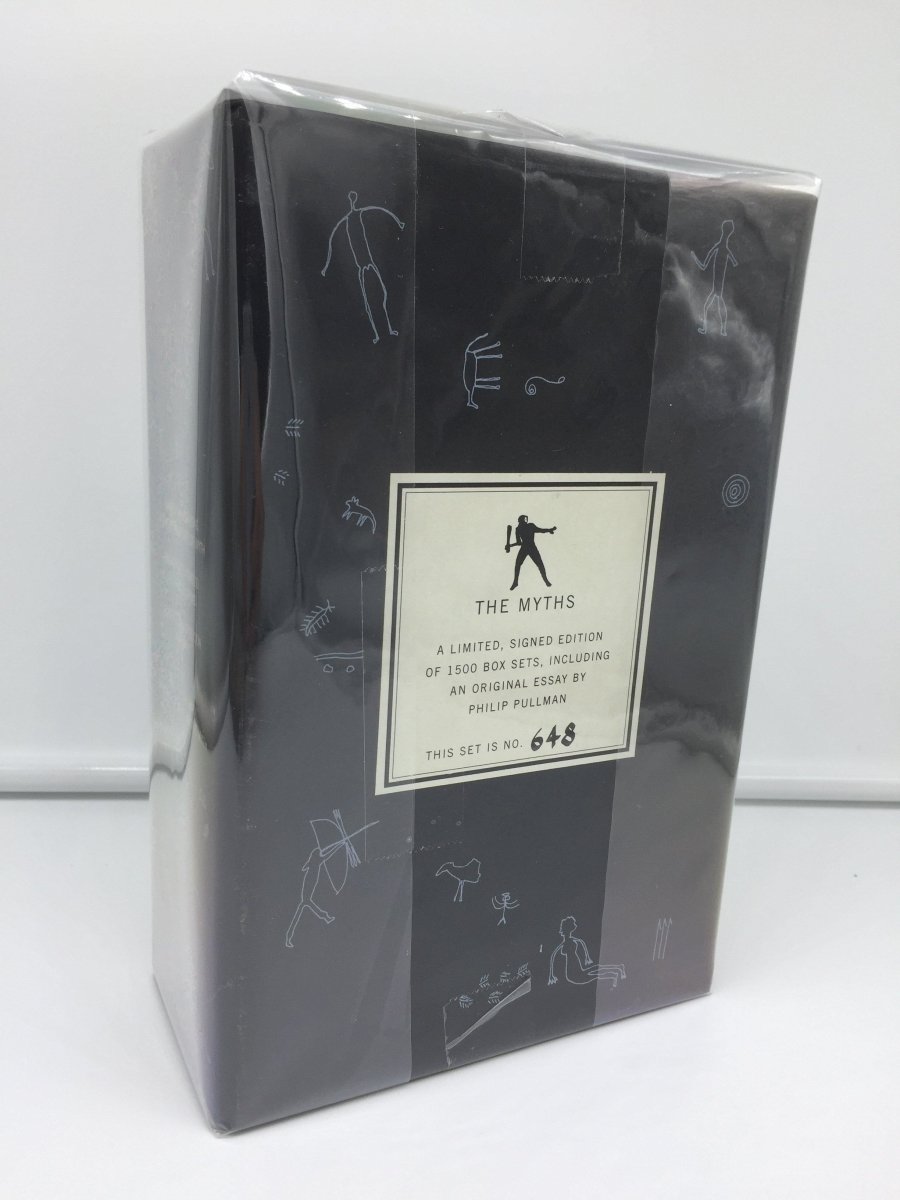 THE MYTHS
A LIMITED, SIGNED EDITION
OF 1500 BOX SETS, INCLUDING
AN ORIGINAL ESSAY BY
PHILIP PULLMAN
THIS SET IS NO. 648